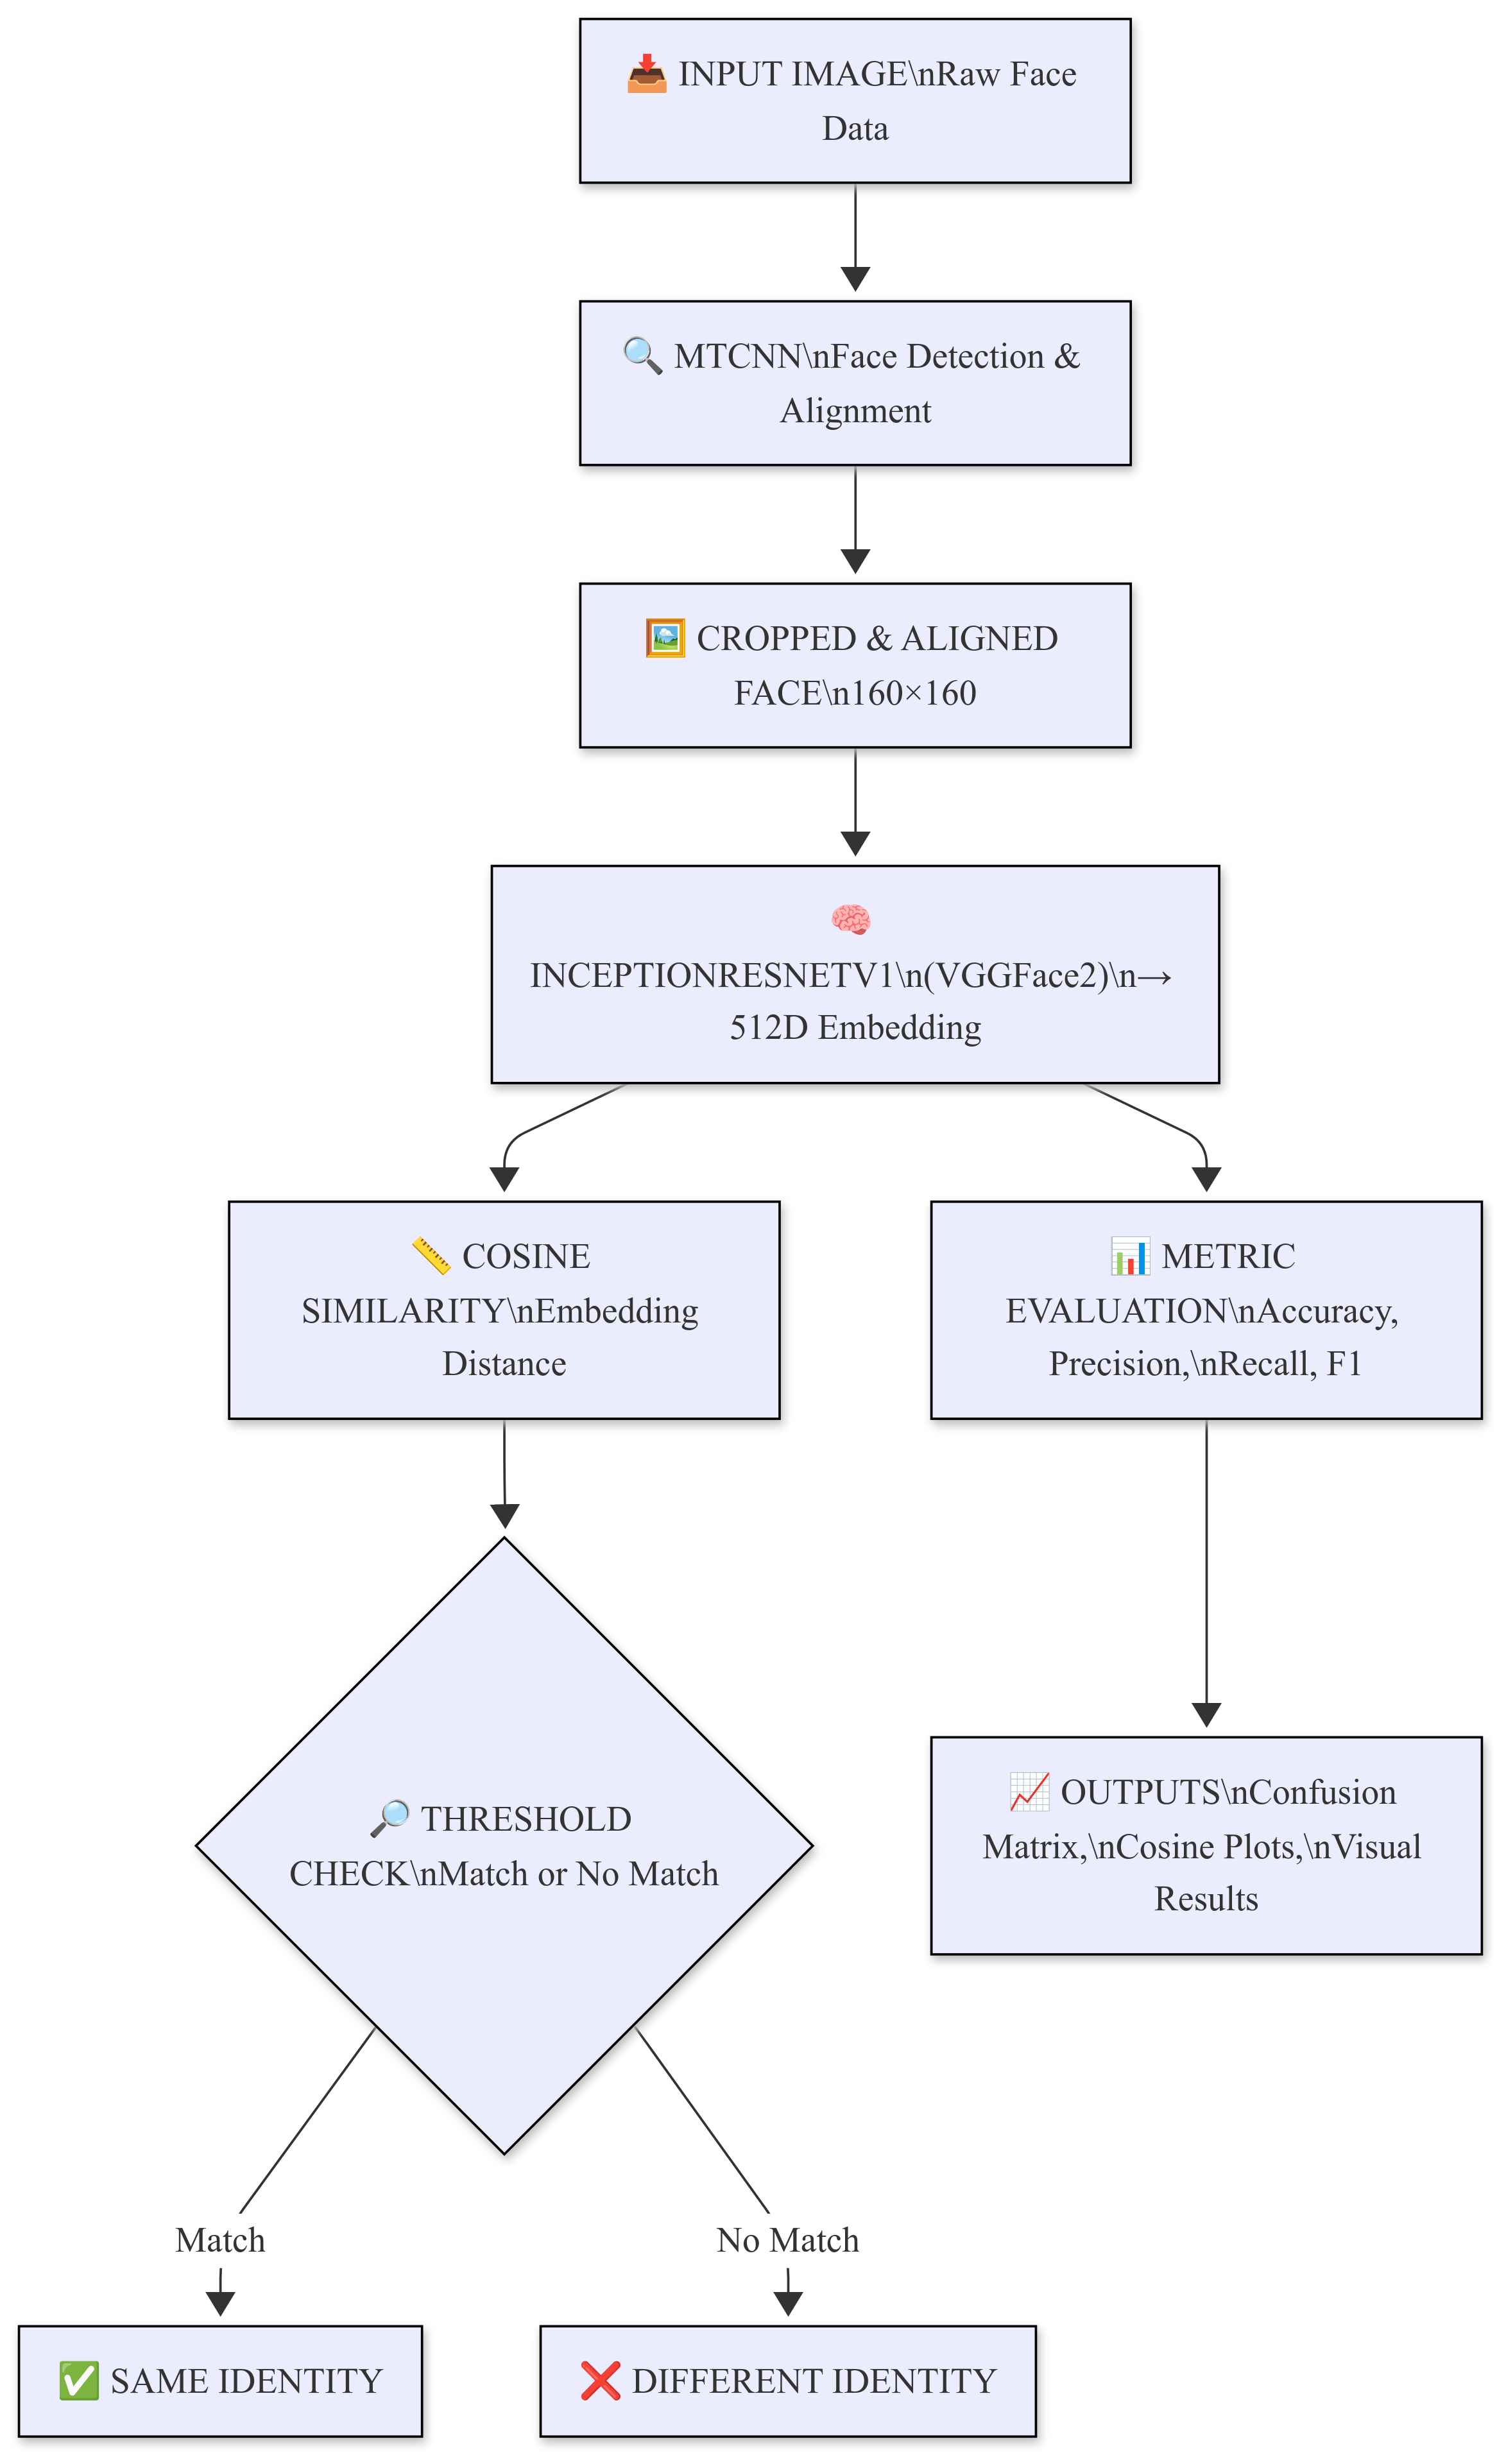 📥 INPUT IMAGE\nRaw Face
Data
🔍 MTCNN\nFace Detection &
Alignment
🖼️ CROPPED & ALIGNED
FACE\n160×160
🧠
INCEPTIONRESNETV1\n(VGGFace2)\n→
512D Embedding
📏 COSINE
SIMILARITY\nEmbedding
Distance
📊 METRIC
EVALUATION\nAccuracy,
Precision,\nRecall, F1
🔎 THRESHOLD
CHECK\nMatch or No Match
📈 OUTPUTS\nConfusion
Matrix,\nCosine Plots,\nVisual
Results
Match
No Match
✅ SAME IDENTITY
❌ DIFFERENT IDENTITY